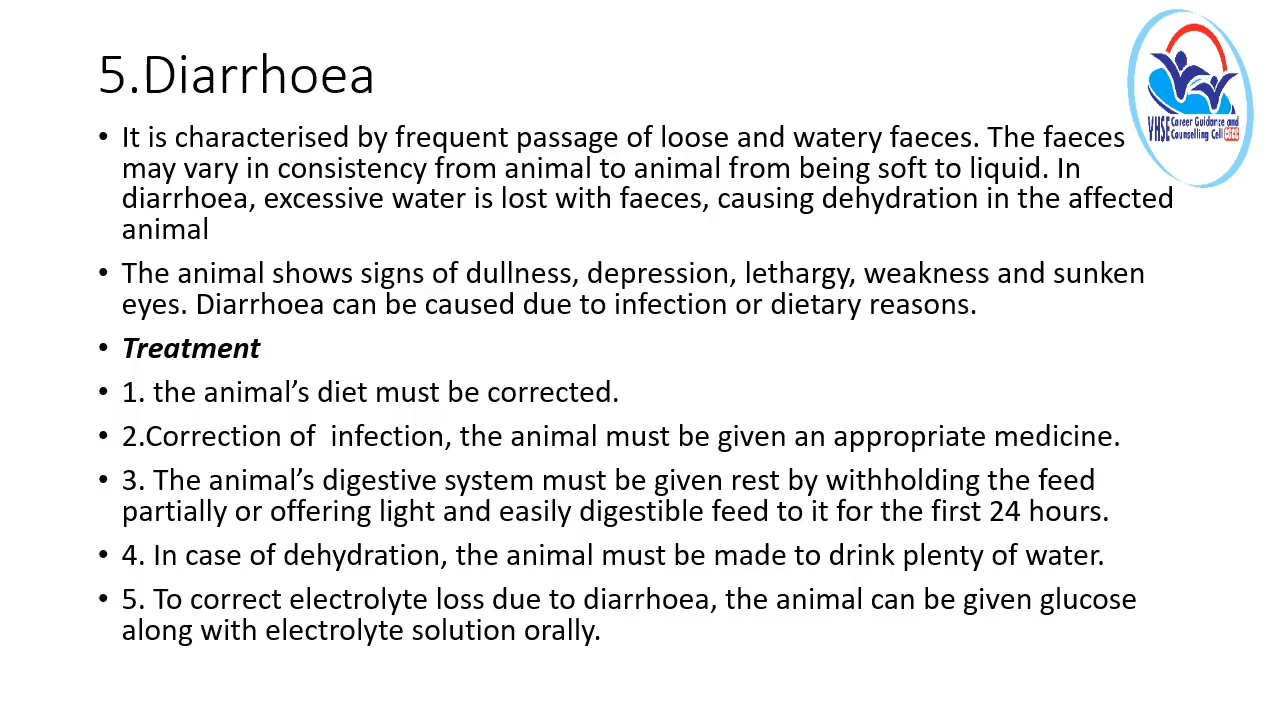 5.Diarrhoea
VHSE Career Guidance and
Counselling Cell CGCC
• It is characterised by frequent passage of loose and watery faeces. The faeces
may vary in consistency from animal to animal from being soft to liquid. In
diarrhoea, excessive water is lost with faeces, causing dehydration in the affected
animal
• The animal shows signs of dullness, depression, lethargy, weakness and sunken
eyes. Diarrhoea can be caused due to infection or dietary reasons.
• Treatment
• 1. the animal’s diet must be corrected.
• 2.Correction of  infection, the animal must be given an appropriate medicine.
• 3. The animal’s digestive system must be given rest by withholding the feed
partially or offering light and easily digestible feed to it for the first 24 hours.
• 4. In case of dehydration, the animal must be made to drink plenty of water.
• 5. To correct electrolyte loss due to diarrhoea, the animal can be given glucose
along with electrolyte solution orally.